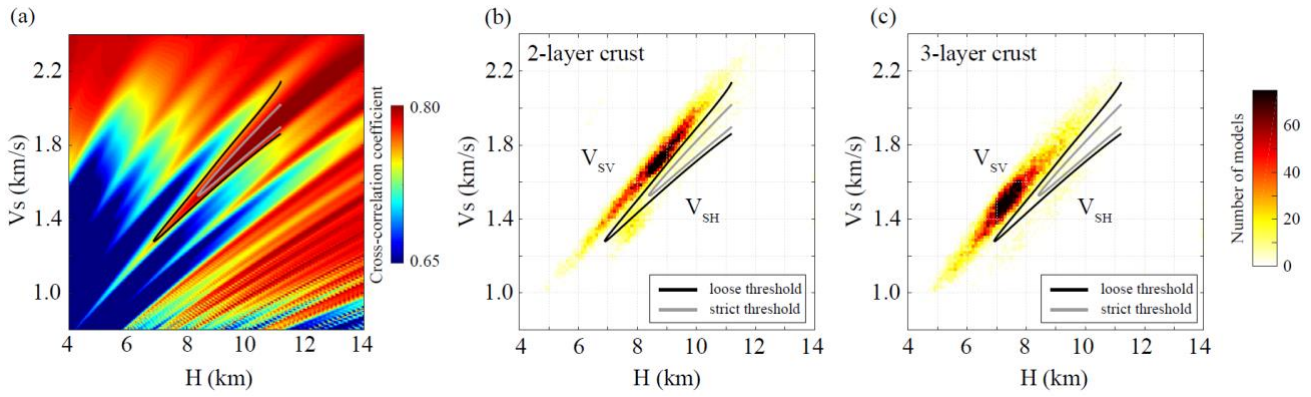 (a)
Vs (km/s)
2.2
1.8
1.4
1.0
4 6 8 10 12 14
H (km)
Cross-correlation coefficient
0.80
0.65
(b)
2-layer crust
Vs (km/s)
2.2
1.8
1.4
1.0
VSV
VSH
loose threshold
strict threshold
4 6 8 10 12 14
H (km)
(c)
3-layer crust
Vs (km/s)
2.2
1.8
1.4
1.0
VSV
VSH
loose threshold
strict threshold
4 6 8 10 12 14
H (km)
Number of models
60
40
20
0